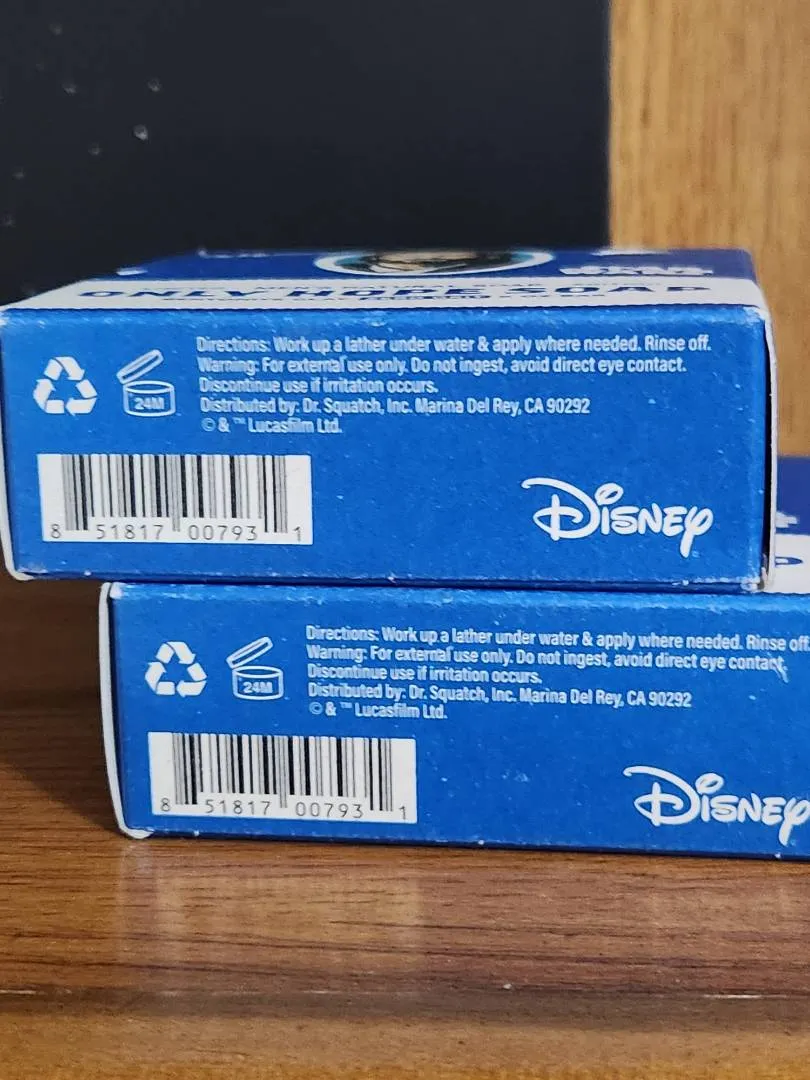 ONLY HOPE SOAP
Directions: Work up a lather under water & apply where needed. Rinse off.
Warning: For external use only. Do not ingest, avoid direct eye contact.
Discontinue use if irritation occurs.
24M
Distributed by: Dr. Squatch, Inc. Marina Del Rey, CA 90292
© & ™ Lucasfilm Ltd.
8 51817 00793 1
Disney
Directions: Work up a lather under water & apply where needed. Rinse off.
Warning: For external use only. Do not ingest, avoid direct eye contact.
Discontinue use if irritation occurs.
24M
Distributed by: Dr. Squatch, Inc. Marina Del Rey, CA 90292
© & ™ Lucasfilm Ltd.
8 51817 00793 1
Disney